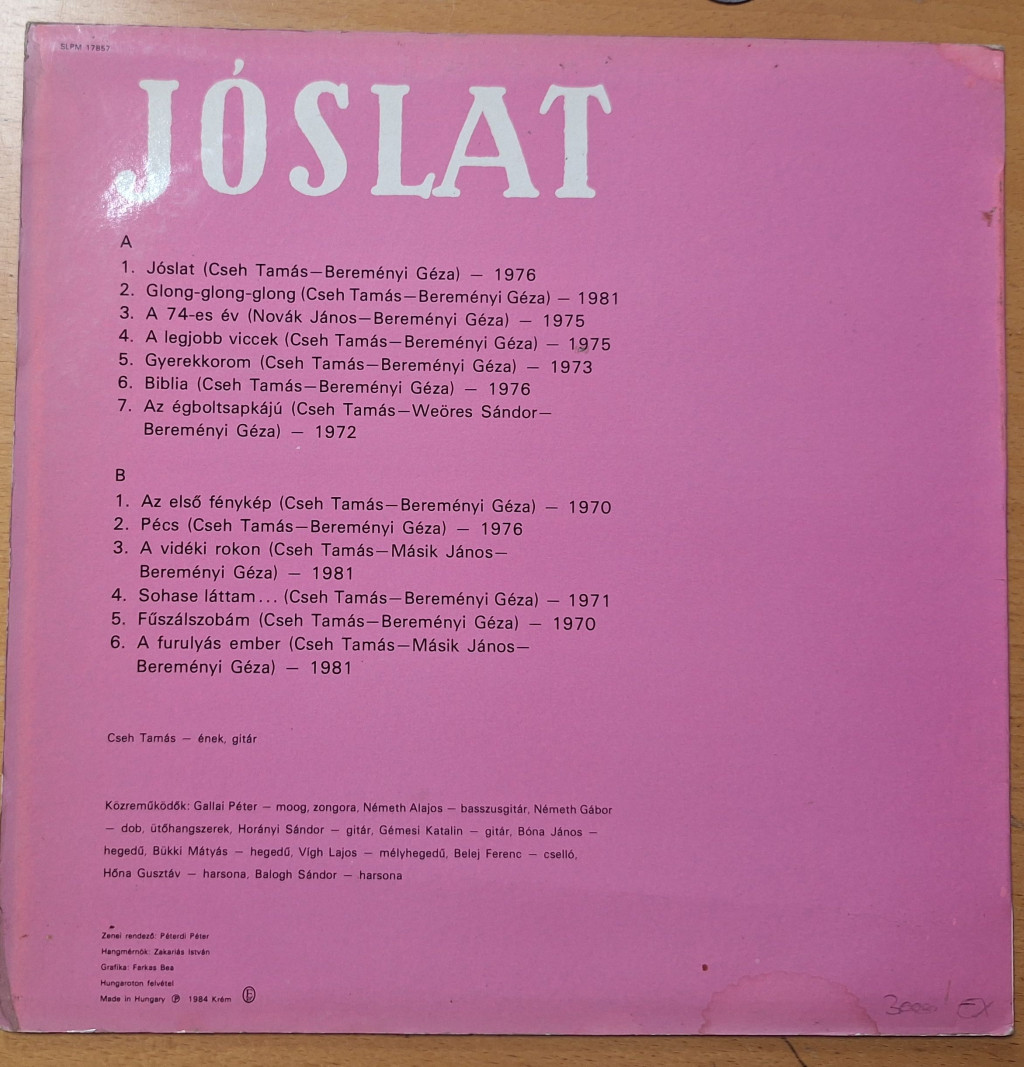 SLPM 17857
JÓSLAT
A
1. Jóslat (Cseh Tamás—Bereményi Géza) — 1976
2. Glong-glong-glong (Cseh Tamás—Bereményi Géza) — 1981
3. A 74-es év (Novák János—Bereményi Géza) — 1975
4. A legjobb viccek (Cseh Tamás—Bereményi Géza) — 1975
5. Gyerekkorom (Cseh Tamás—Bereményi Géza) — 1973
6. Biblia (Cseh Tamás—Bereményi Géza) — 1976
7. Az égboltsapkájú (Cseh Tamás—Weöres Sándor—
Bereményi Géza) — 1972
B
1. Az első fénykép (Cseh Tamás—Bereményi Géza) — 1970
2. Pécs (Cseh Tamás—Bereményi Géza) — 1976
3. A vidéki rokon (Cseh Tamás—Másik János—
Bereményi Géza) — 1981
4. Sohase láttam... (Cseh Tamás—Bereményi Géza) — 1971
5. Fűszálszobám (Cseh Tamás—Bereményi Géza) — 1970
6. A furulyás ember (Cseh Tamás—Másik János—
Bereményi Géza) — 1981
Cseh Tamás — ének, gitár
Közreműködők: Gallai Péter — moog, zongora, Németh Alajos — basszusgitár, Németh Gábor
— dob, ütőhangszerek, Horányi Sándor — gitár, Gémesi Katalin — gitár, Bóna János —
hegedű, Bükki Mátyás — hegedű, Vígh Lajos — mélyhegedű, Belej Ferenc — cselló,
Hőna Gusztáv — harsona, Balogh Sándor — harsona
Zenei rendező: Péterdi Péter
Hangmérnök: Zakariás István
Grafika: Farkas Bea
Hungaroton felvétel
Made in Hungary ℗ 1984 Krém
EX